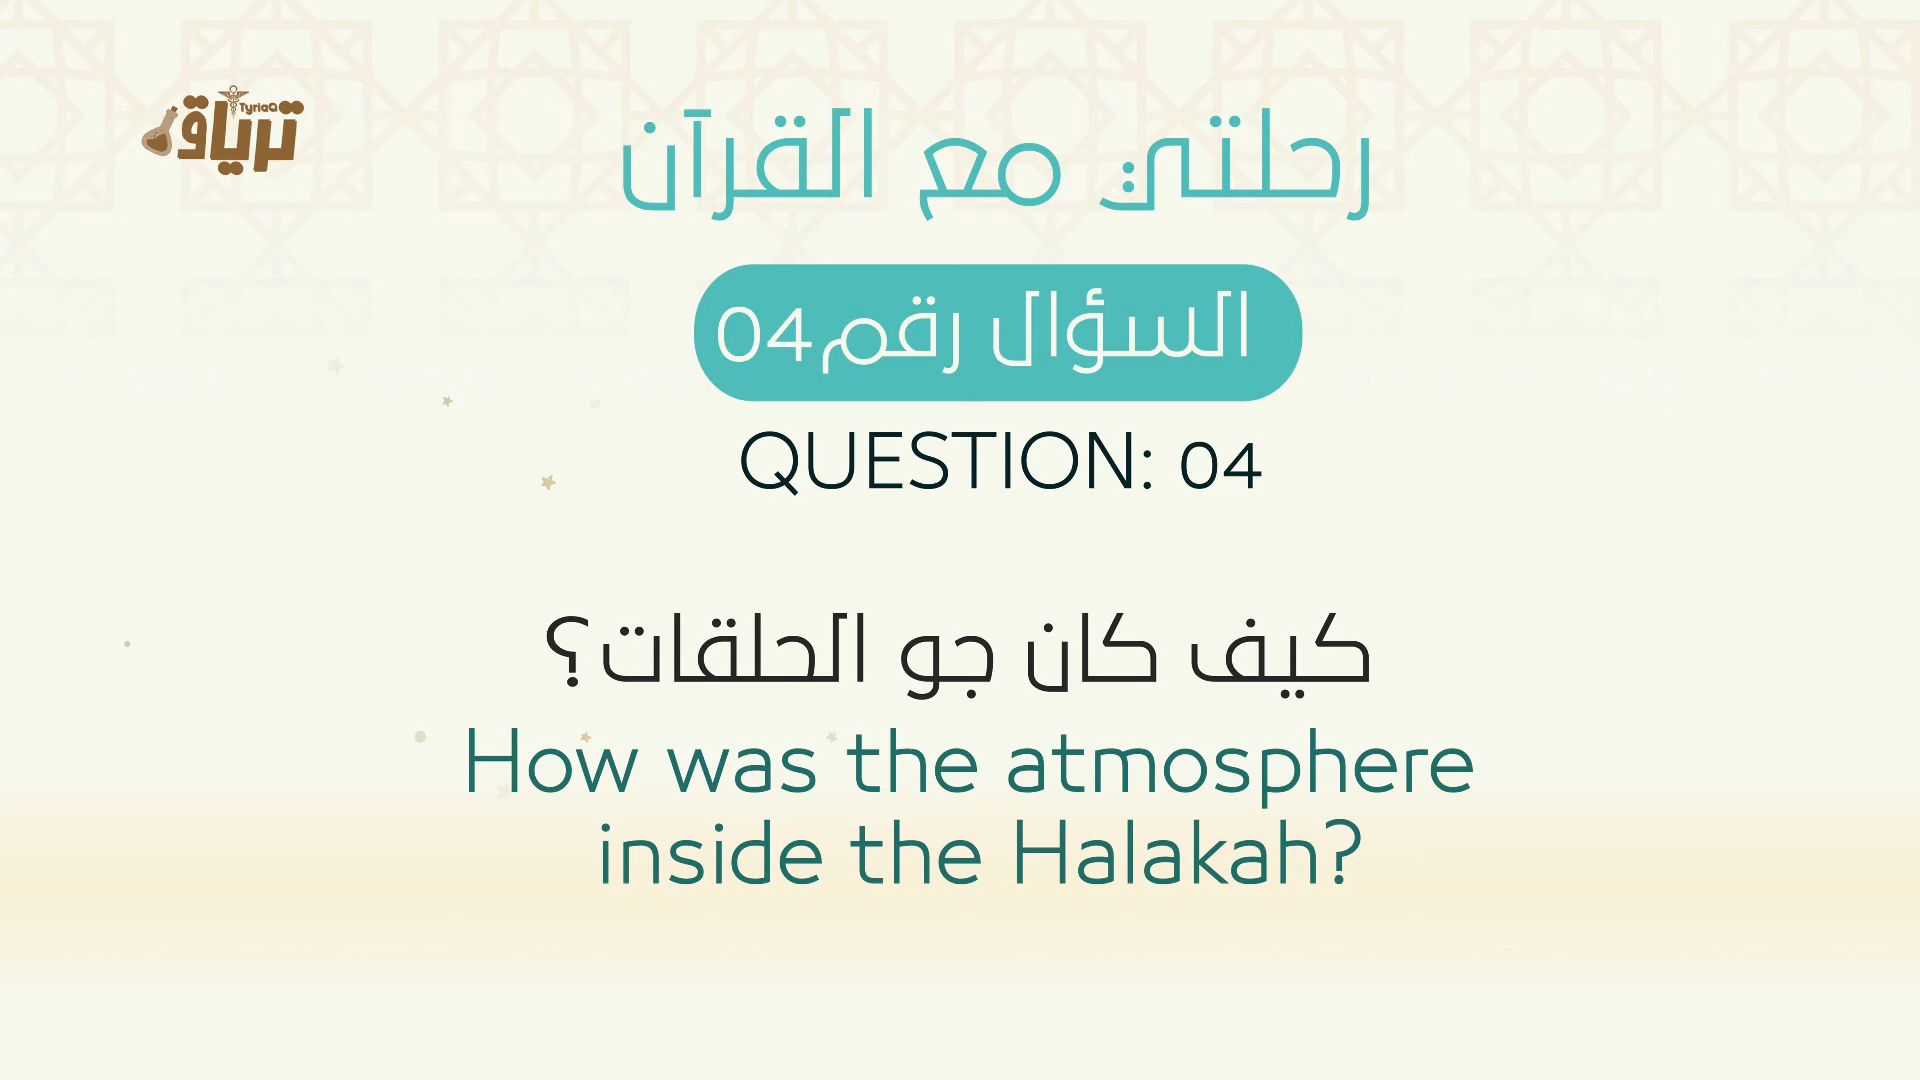 TyriaQ
ترياق
رحلتي مع القرآن
السؤال رقم 04
QUESTION: 04
كيف كان جو الحلقات؟
How was the atmosphere
inside the Halakah?